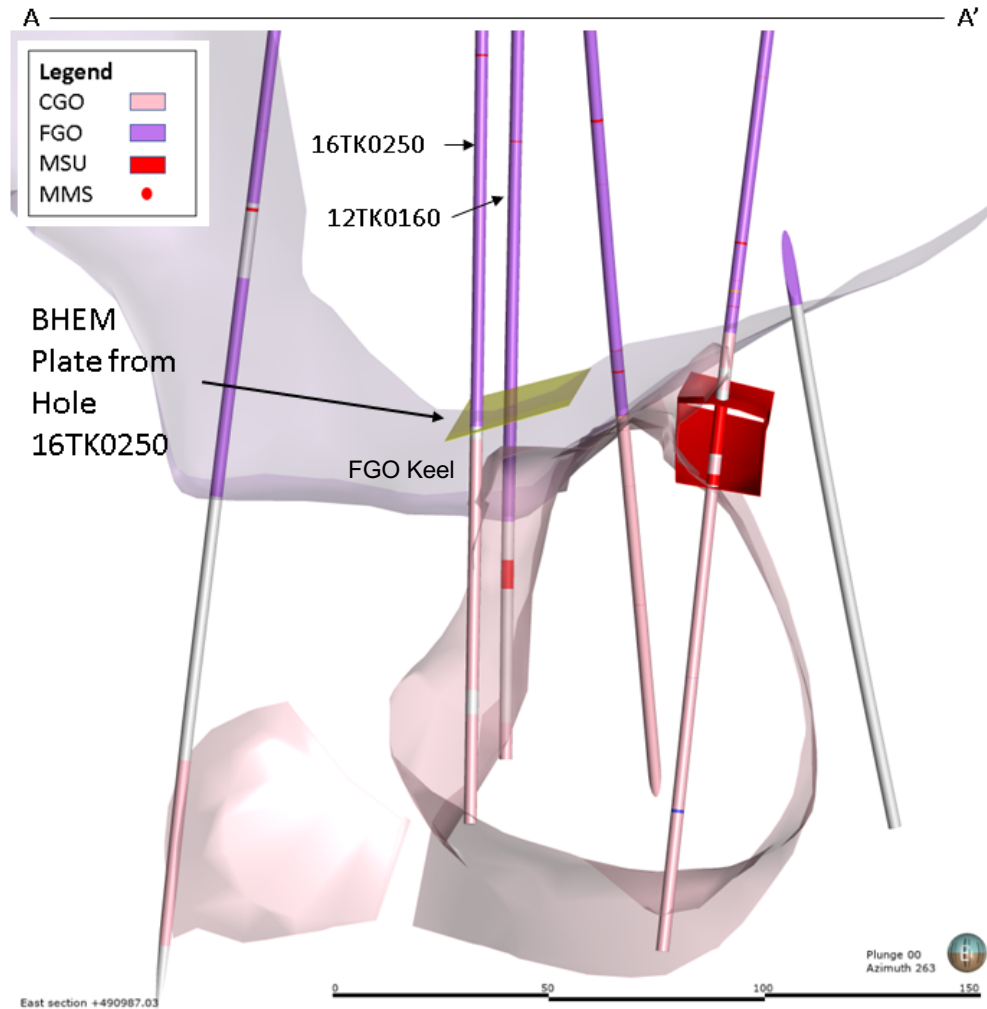 A A’
Legend
CGO
FGO
MSU
MMS
16TK0250
12TK0160
BHEM
Plate from
Hole
16TK0250
FGO Keel
Plunge 00
Azimuth 263
East section +490987.03
0 50 100 150